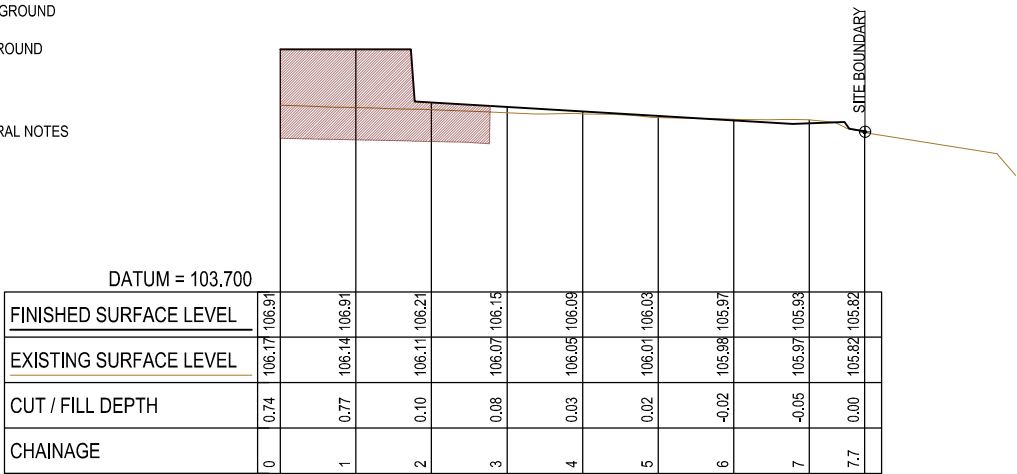 GROUND
ROUND
RAL NOTES
SITE BOUNDARY
DATUM = 103.700
FINISHED SURFACE LEVEL 106.91 106.91 106.21 106.15 106.09 106.03 105.97 105.93 105.82
EXISTING SURFACE LEVEL 106.17 106.14 106.11 106.07 106.05 106.01 105.98 105.97 105.82
CUT / FILL DEPTH 0.74 0.77 0.10 0.08 0.03 0.02 -0.02 -0.05 0.00
CHAINAGE 0 1 2 3 4 5 6 7 7.7